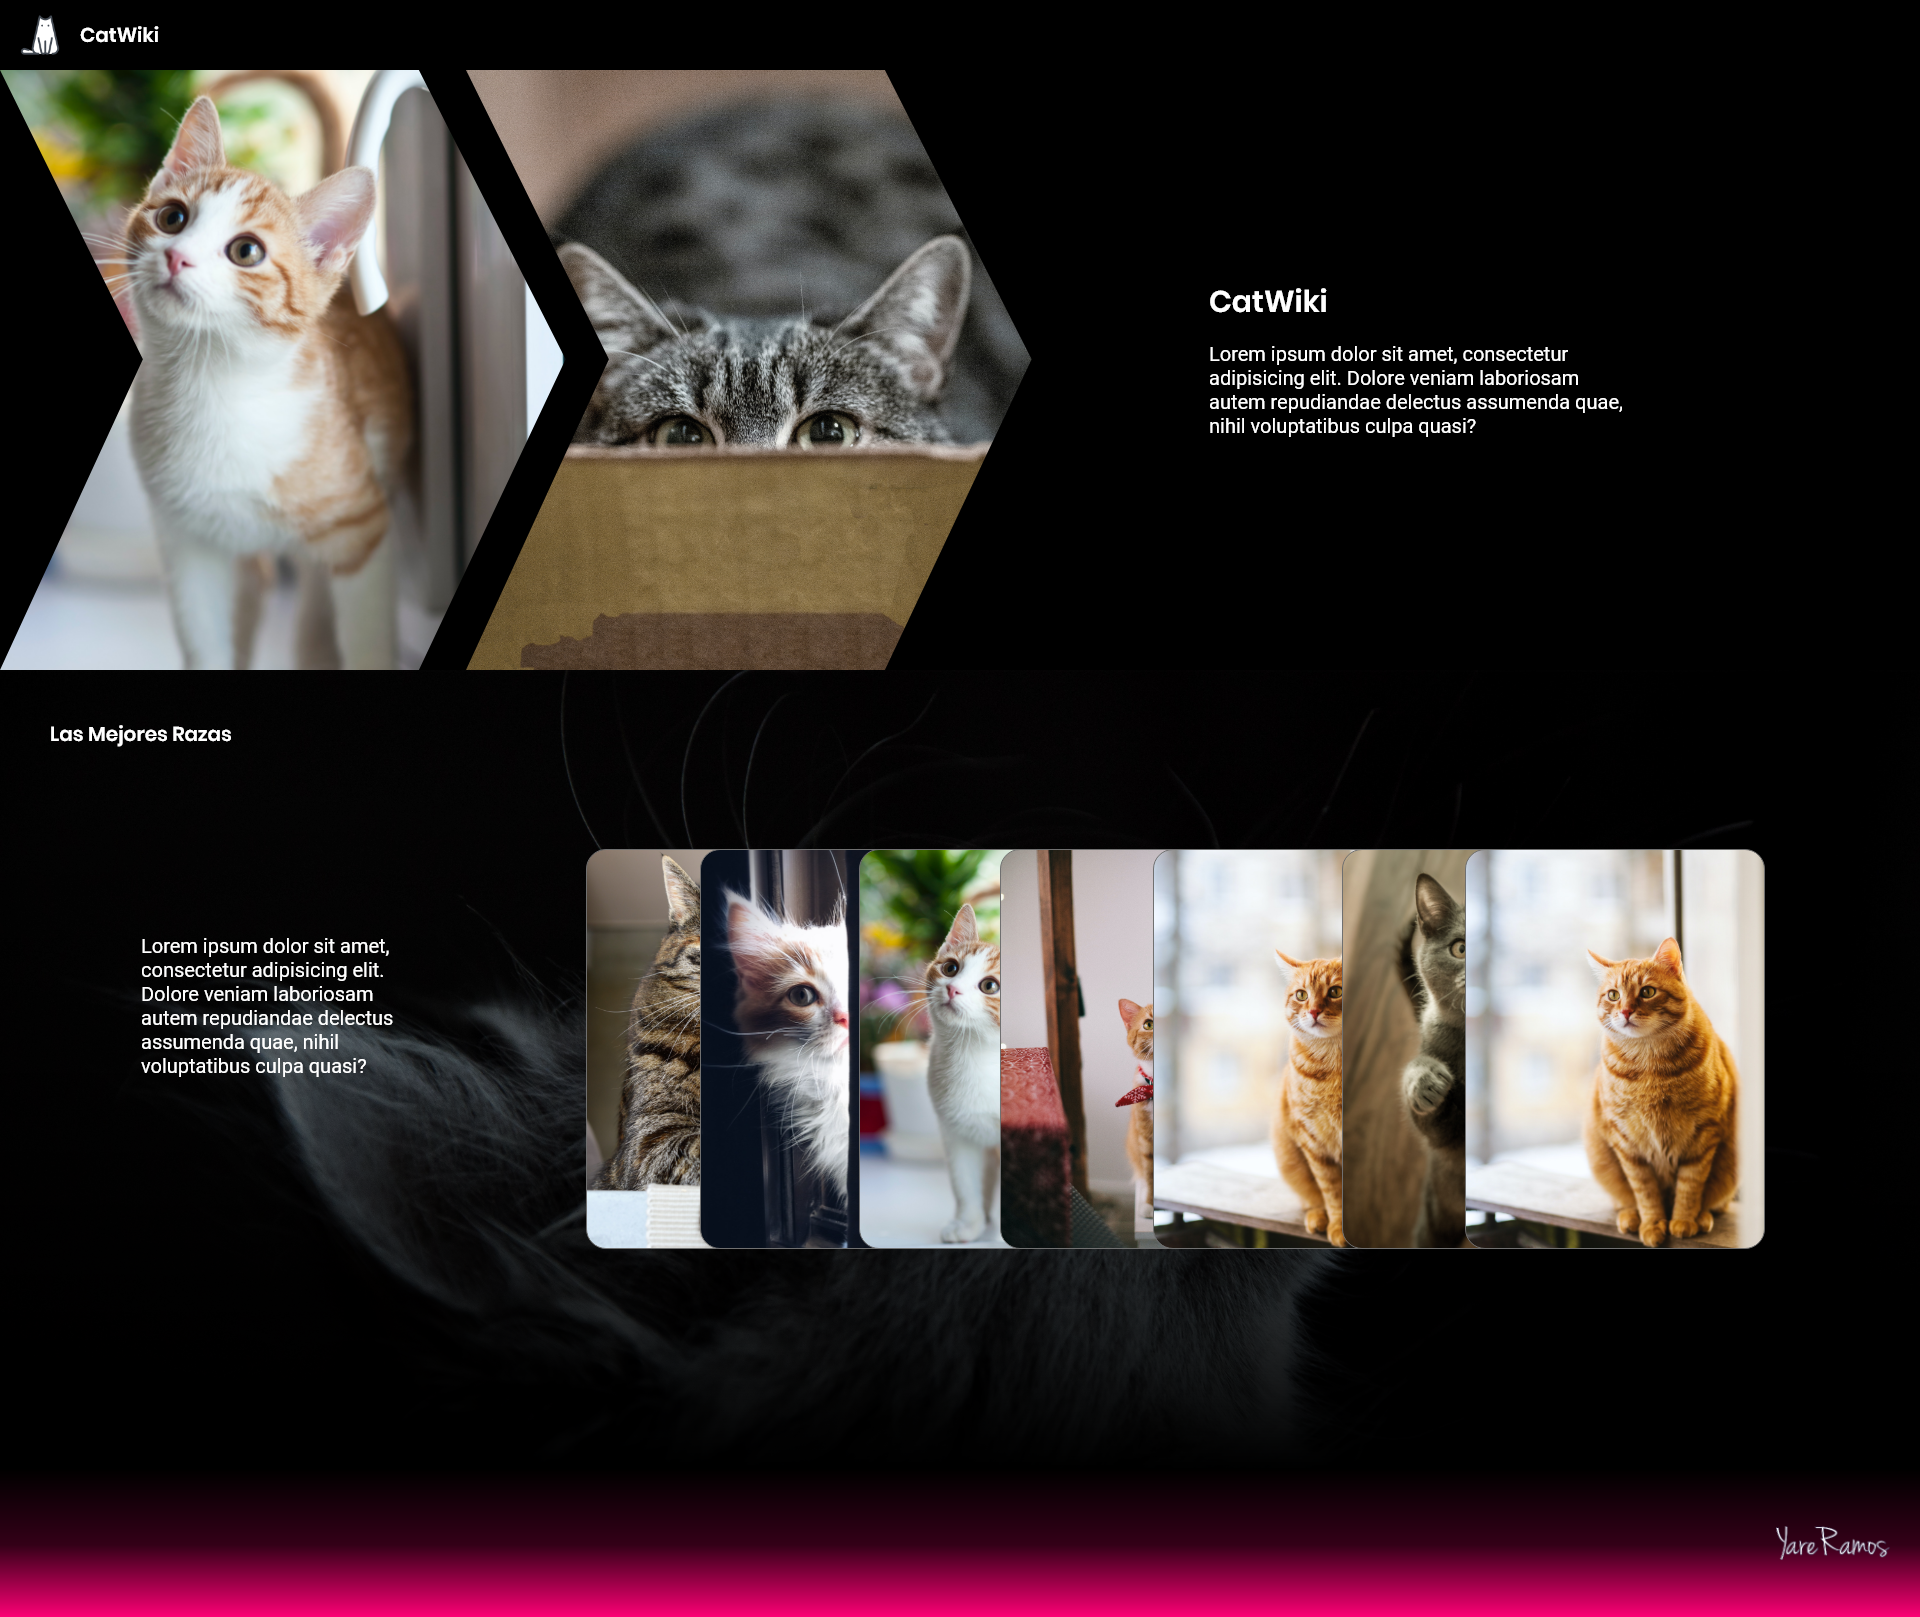 CatWiki
CatWiki
Lorem ipsum dolor sit amet, consectetur
adipisicing elit. Dolore veniam laboriosam
autem repudiandae delectus assumenda quae,
nihil voluptatibus culpa quasi?
Las Mejores Razas
Lorem ipsum dolor sit amet,
consectetur adipisicing elit.
Dolore veniam laboriosam
autem repudiandae delectus
assumenda quae, nihil
voluptatibus culpa quasi?
Yare Ramos